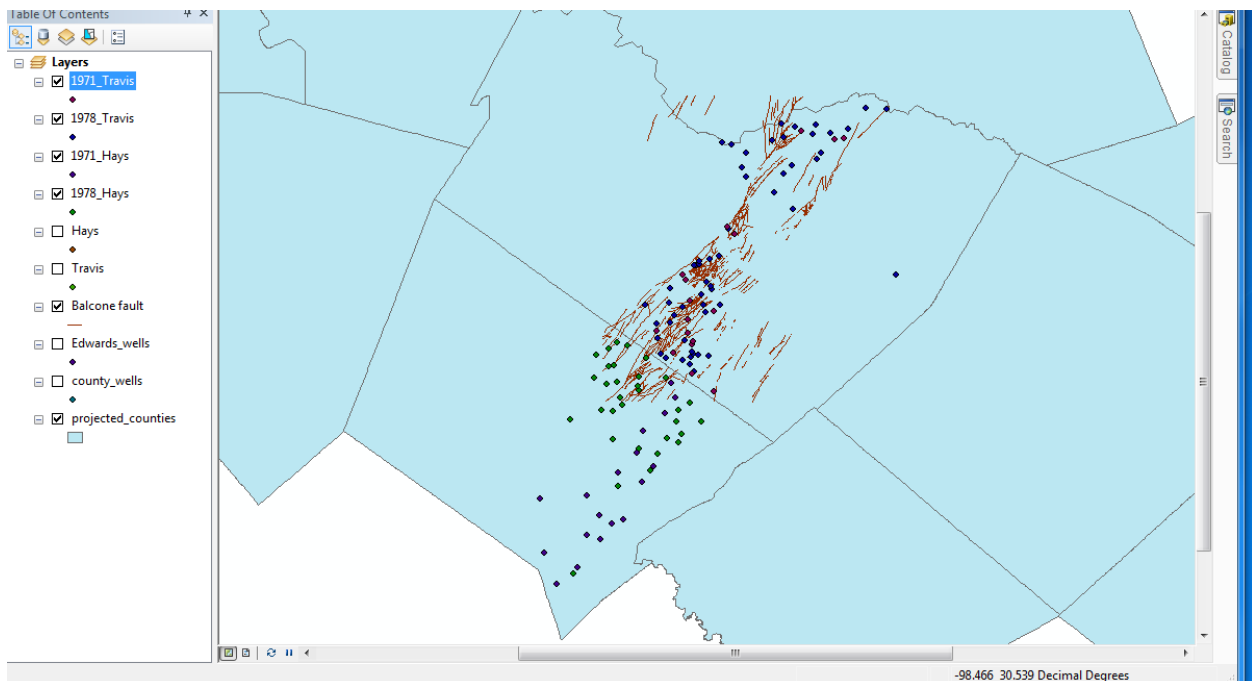 Table Of Contents
Layers
1971_Travis
1978_Travis
1971_Hays
1978_Hays
Hays
Travis
Balcone fault
Edwards_wells
county_wells
projected_counties
Catalog
Search
-98.466 30.539 Decimal Degrees